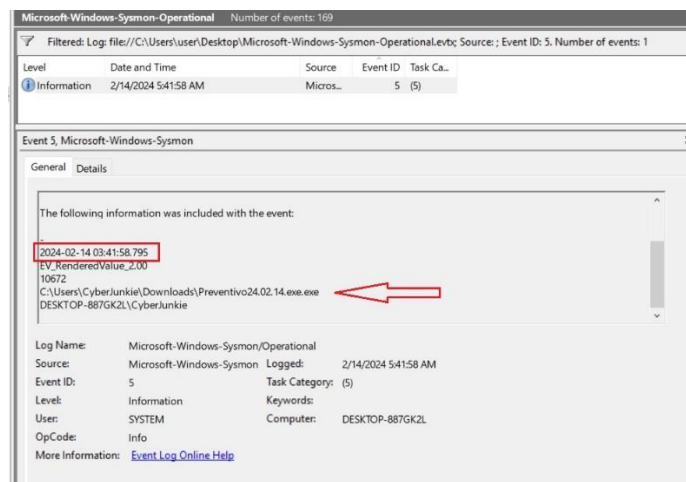 Microsoft-Windows-Sysmon-Operational Number of events: 169
Filtered: Log: file://C:\Users\user\Desktop\Microsoft-Windows-Sysmon-Operational.evtx; Source: ; Event ID: 5. Number of events: 1
Level Date and Time Source Event ID Task Ca...
Information 2/14/2024 5:41:58 AM Micros... 5 (5)
Event 5, Microsoft-Windows-Sysmon
General Details
The following information was included with the event:
-
2024-02-14 03:41:58.795
EV_RenderedValue_2.00
10672
C:\Users\CyberJunkie\Downloads\Preventivo24.02.14.exe.exe
DESKTOP-887GK2L\CyberJunkie
Log Name: Microsoft-Windows-Sysmon/Operational
Source: Microsoft-Windows-Sysmon Logged: 2/14/2024 5:41:58 AM
Event ID: 5 Task Category: (5)
Level: Information Keywords:
User: SYSTEM Computer: DESKTOP-887GK2L
OpCode: Info
More Information: Event Log Online Help